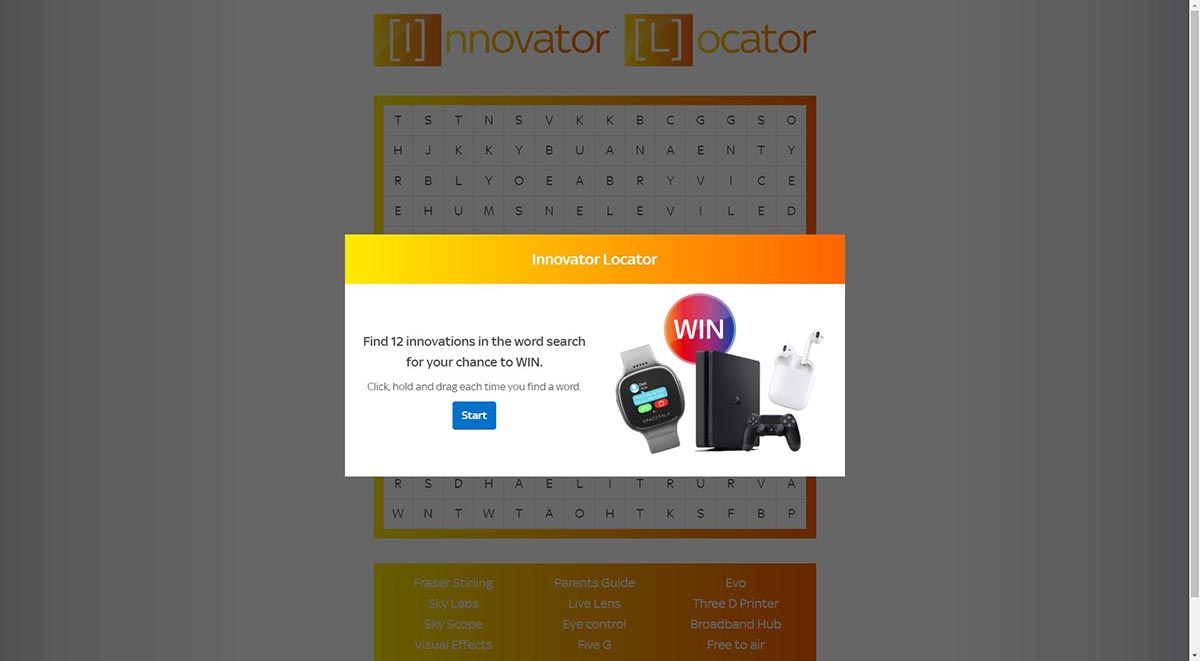 [I]nnovator [L]ocator
T S T N S V K K B C G G S O
H J K K Y B U A N A E N T Y
R B L Y O E A B R Y V I C E
E H U M S N E L E V I L E D
Innovator Locator
Find 12 innovations in the word search
for your chance to WIN.
Click, hold and drag each time you find a word.
Start
WIN
Dad
SPACETALK
R S D H A E L I T R U R V A
W N T W T A O H T K S F B P
Fraser Stirling Parents Guide Evo
Sky Labs Live Lens Three D Printer
Sky Scope Eye control Broadband Hub
Visual Effects Five G Free to air